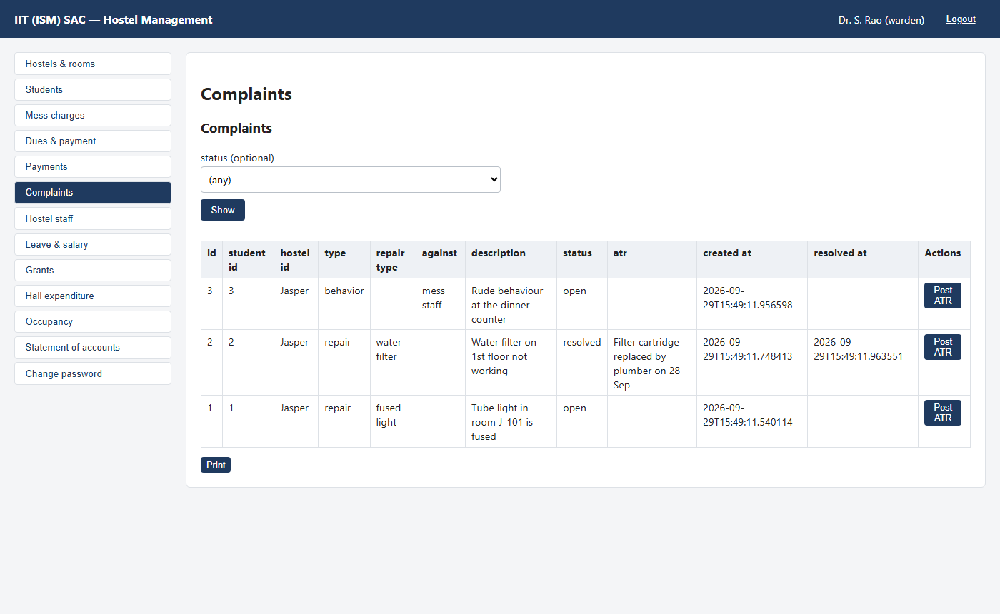 IIT (ISM) SAC — Hostel Management
Dr. S. Rao (warden)
Logout
Hostels & rooms
Students
Mess charges
Dues & payment
Payments
Complaints
Hostel staff
Leave & salary
Grants
Hall expenditure
Occupancy
Statement of accounts
Change password
Complaints
Complaints
status (optional)
(any)
Show
id
student
id
hostel
id
type
repair
type
against
description
status
atr
created at
resolved at
Actions
3
3
Jasper
behavior
mess
staff
Rude behaviour
at the dinner
counter
open
2026-09-
29T15:49:11.956598
Post
ATR
2
2
Jasper
repair
water
filter
Water filter on
1st floor not
working
resolved
Filter cartridge
replaced by
plumber on 28
Sep
2026-09-
29T15:49:11.748413
2026-09-
29T15:49:11.963551
Post
ATR
1
1
Jasper
repair
fused
light
Tube light in
room J-101 is
fused
open
2026-09-
29T15:49:11.540114
Post
ATR
Print